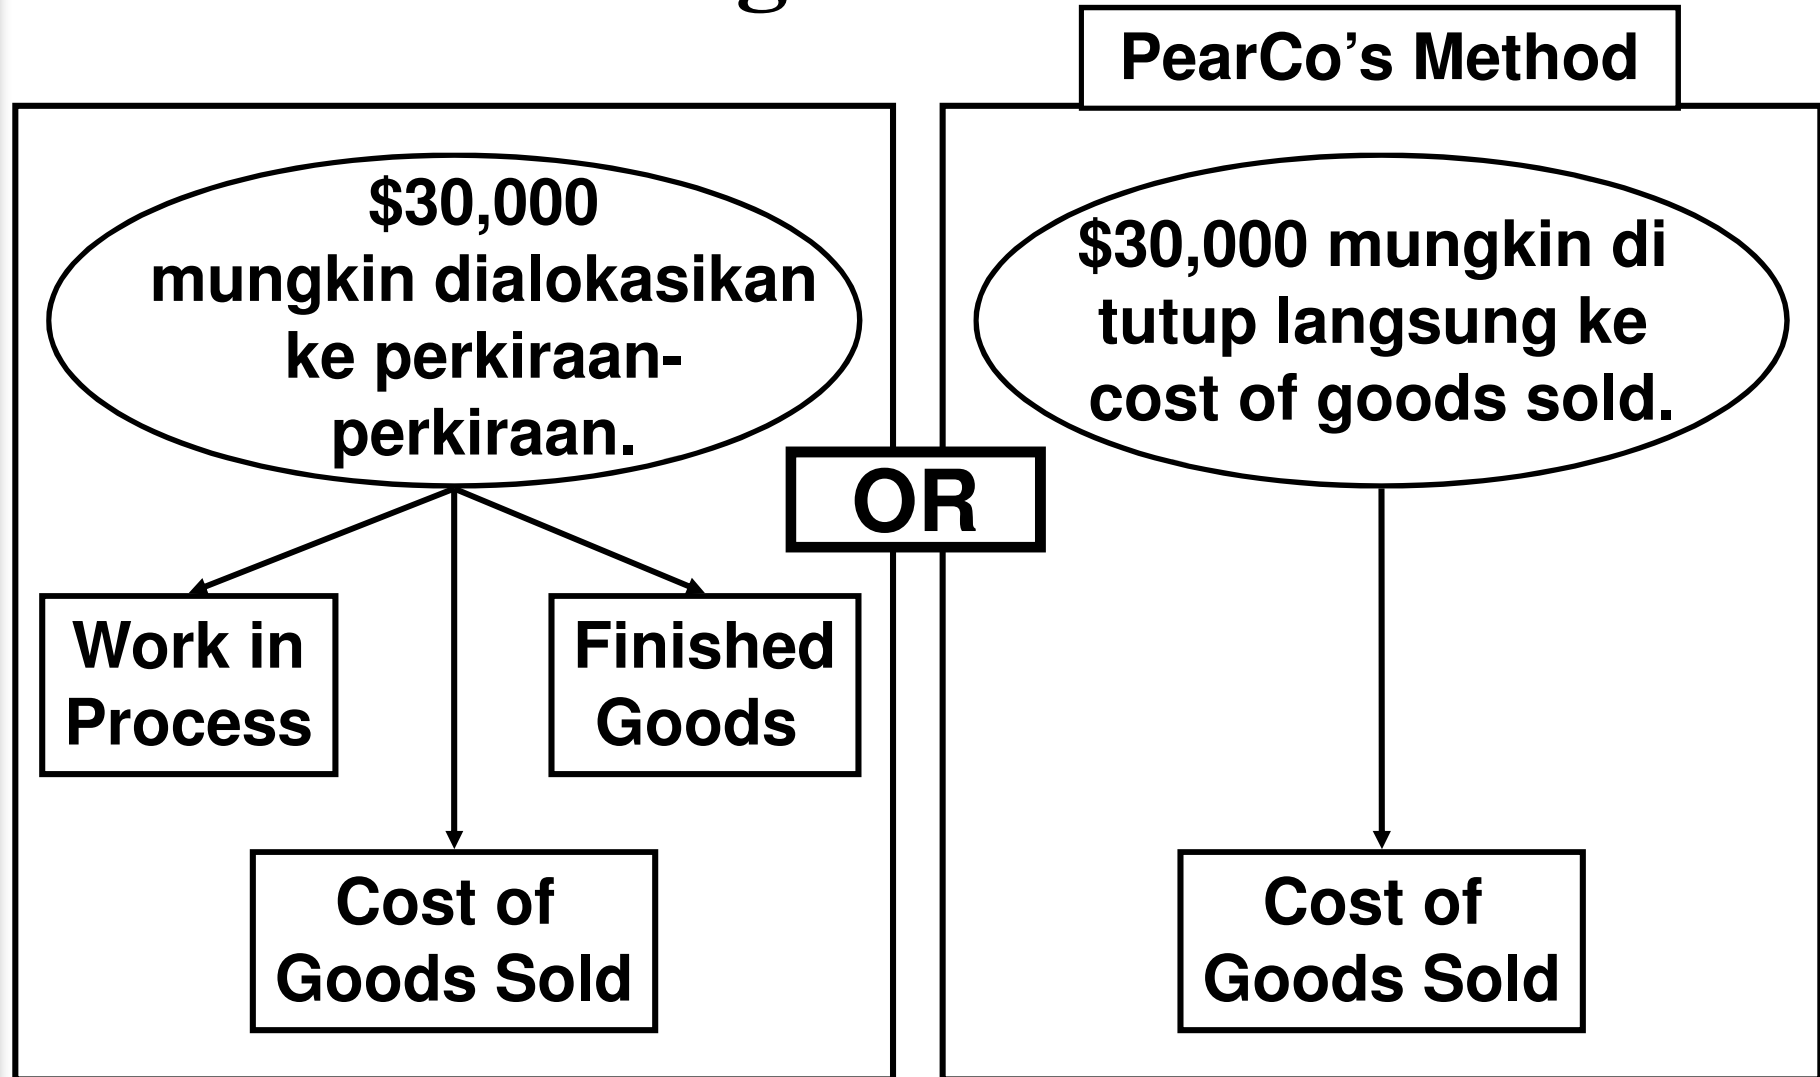 PearCo’s Method
$30,000
mungkin dialokasikan
ke perkiraan-
perkiraan.
$30,000 mungkin di
tutup langsung ke
cost of goods sold.
OR
Work in
Process
Finished
Goods
Cost of
Goods Sold
Cost of
Goods Sold